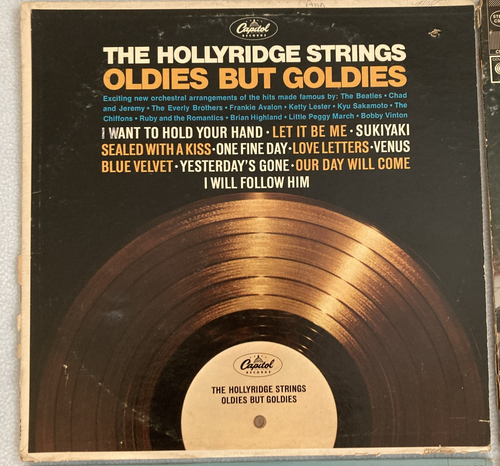 Capitol
RECORDS
THE HOLLYRIDGE STRINGS
OLDIES BUT GOLDIES
Exciting new orchestral arrangements of the hits made famous by: The Beatles • Chad
and Jeremy • The Everly Brothers • Frankie Avalon • Ketty Lester • Kyu Sakamoto • The
Chiffons • Ruby and the Romantics • Brian Highland • Little Peggy March • Bobby Vinton
I WANT TO HOLD YOUR HAND • LET IT BE ME • SUKIYAKI
SEALED WITH A KISS • ONE FINE DAY • LOVE LETTERS • VENUS
BLUE VELVET • YESTERDAY'S GONE • OUR DAY WILL COME
I WILL FOLLOW HIM
Capitol
RECORDS
THE HOLLYRIDGE STRINGS
OLDIES BUT GOLDIES